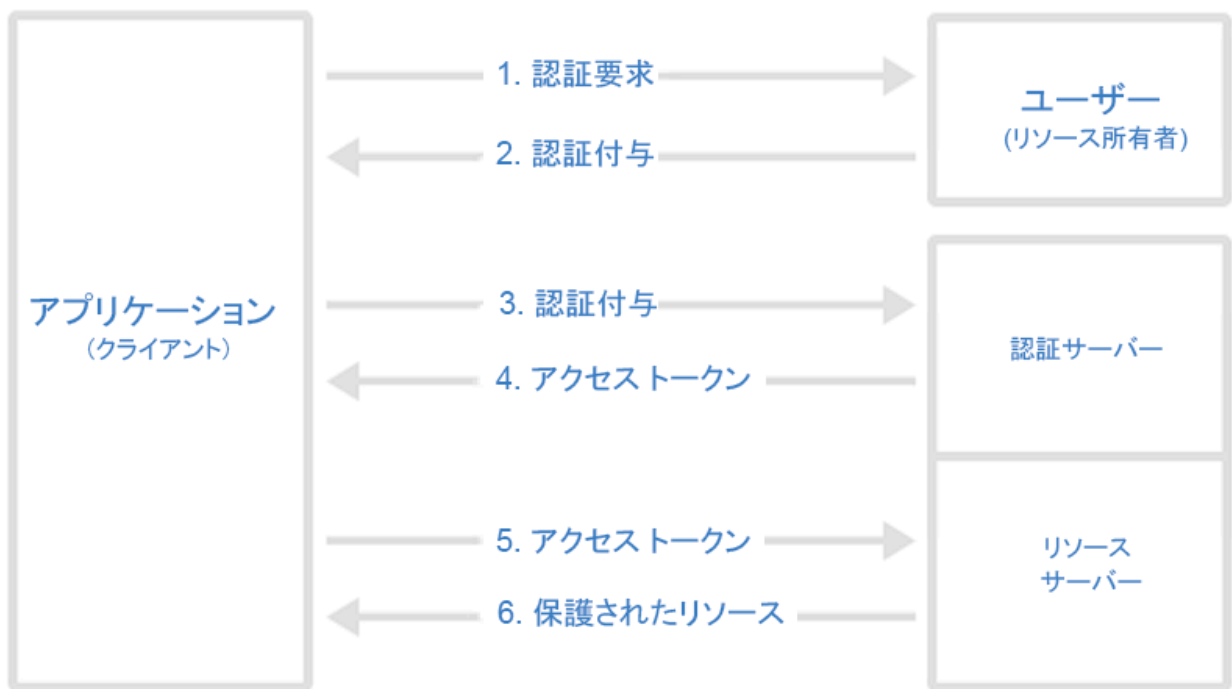 1. 認証要求
ユーザー
(リソース所有者)
2. 認証付与
アプリケーション
(クライアント)
3. 認証付与
認証サーバー
4. アクセストークン
5. アクセストークン
リソース
サーバー
6. 保護されたリソース